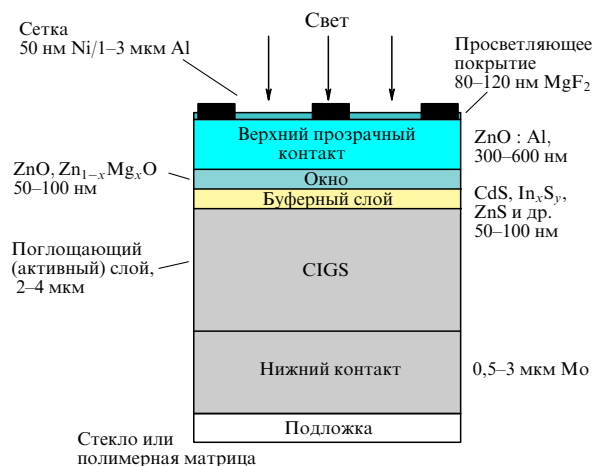 Свет
Сетка
50 нм Ni/1–3 мкм Al
Просветляющее
покрытие
80–120 нм MgF₂
Верхний прозрачный
контакт
ZnO : Al,
300–600 нм
ZnO, Zn₁₋ₓMgₓO
50–100 нм
Окно
Буферный слой
CdS, InₓSᵧ,
ZnS и др.
50–100 нм
Поглощающий
(активный) слой,
2–4 мкм
CIGS
Нижний контакт
0,5–3 мкм Mo
Подложка
Стекло или
полимерная матрица